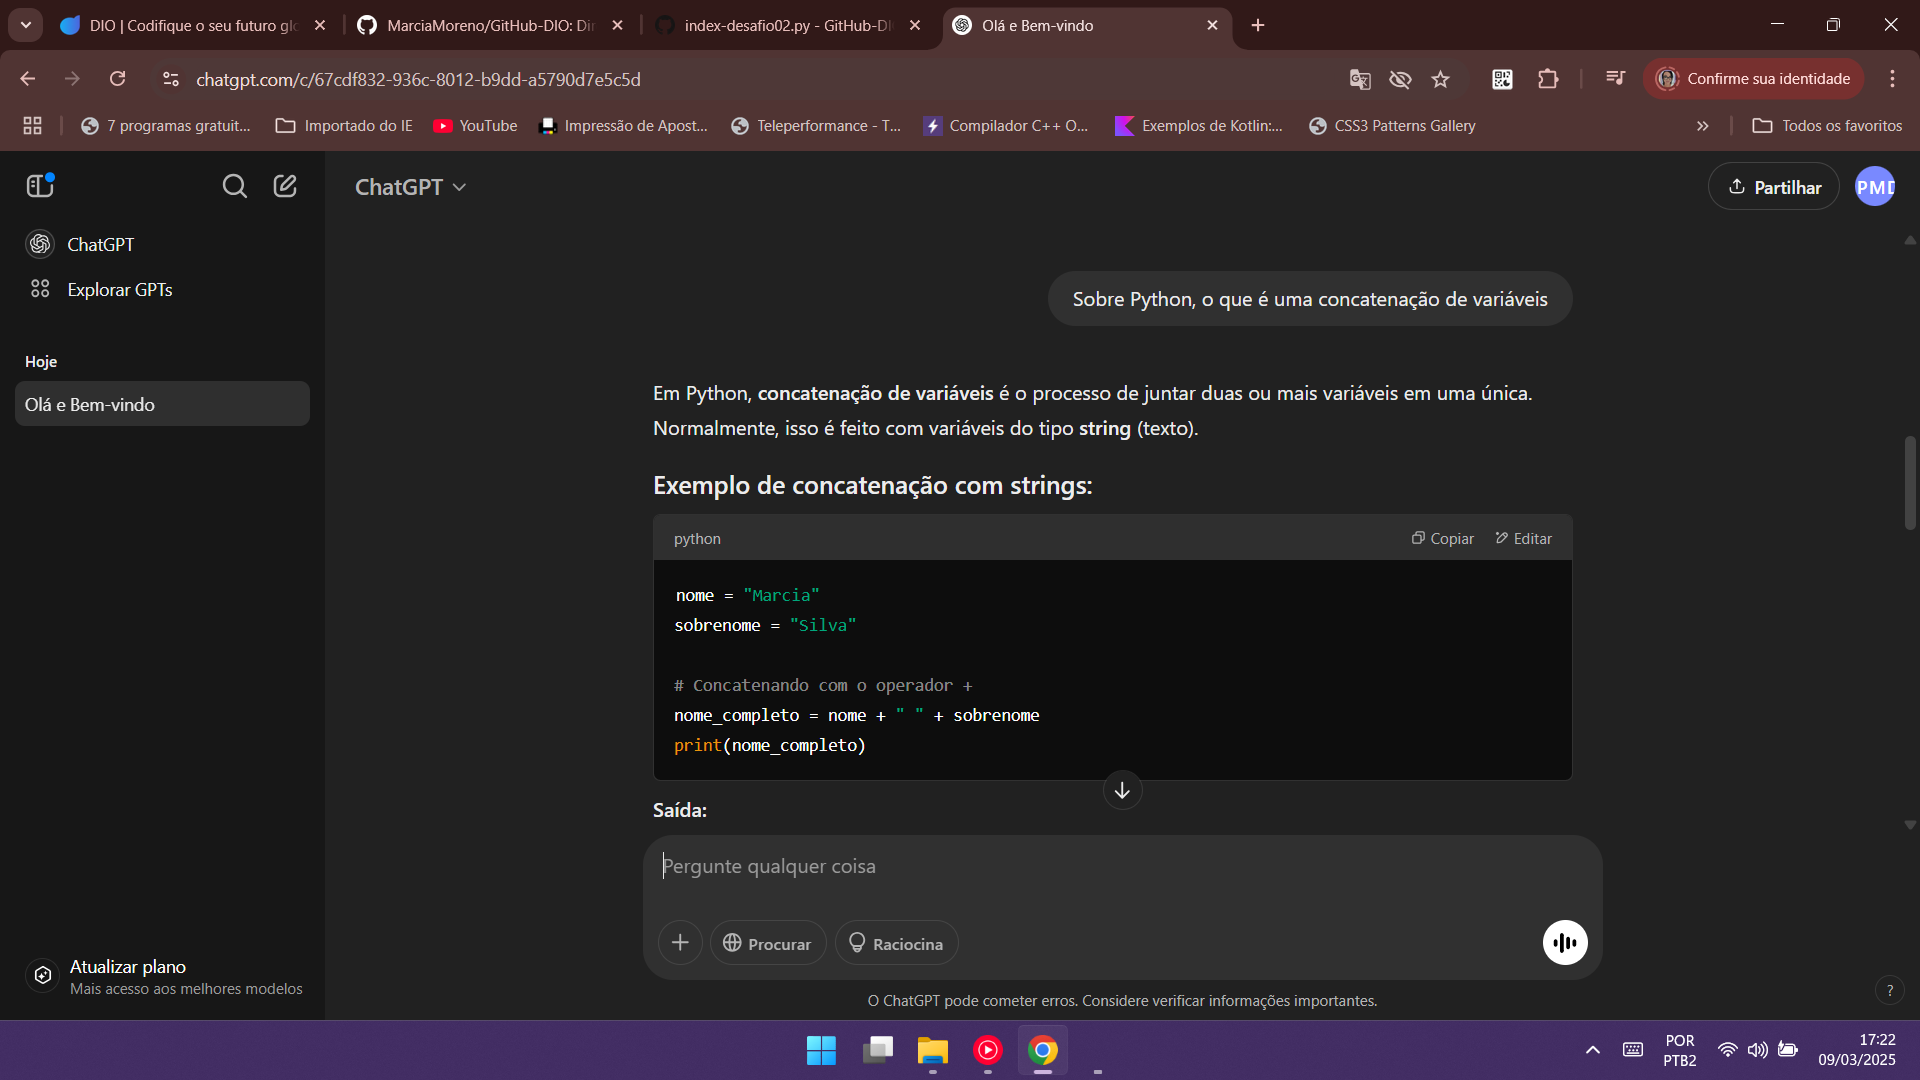 DIO | Codifique o seu futuro glo
MarciaMoreno/GitHub-DIO: Dir
index-desafio02.py - GitHub-DI
Olá e Bem-vindo
chatgpt.com/c/67cdf832-936c-8012-b9dd-a5790d7e5c5d
Confirme sua identidade
7 programas gratuit...
Importado do IE
YouTube
Impressão de Apost...
Teleperformance - T...
Compilador C++ O...
Exemplos de Kotlin:...
CSS3 Patterns Gallery
Todos os favoritos
ChatGPT
Partilhar
PMD
ChatGPT
Explorar GPTs
Hoje
Olá e Bem-vindo
Sobre Python, o que é uma concatenação de variáveis
Em Python, concatenação de variáveis é o processo de juntar duas ou mais variáveis em uma única.
Normalmente, isso é feito com variáveis do tipo string (texto).
Exemplo de concatenação com strings:
python
Copiar
Editar
nome = "Marcia"
sobrenome = "Silva"
# Concatenando com o operador +
nome_completo = nome + " " + sobrenome
print(nome_completo)
Saída:
Pergunte qualquer coisa
Procurar
Raciocina
Atualizar plano
Mais acesso aos melhores modelos
O ChatGPT pode cometer erros. Considere verificar informações importantes.
?
POR
PTB2
17:22
09/03/2025